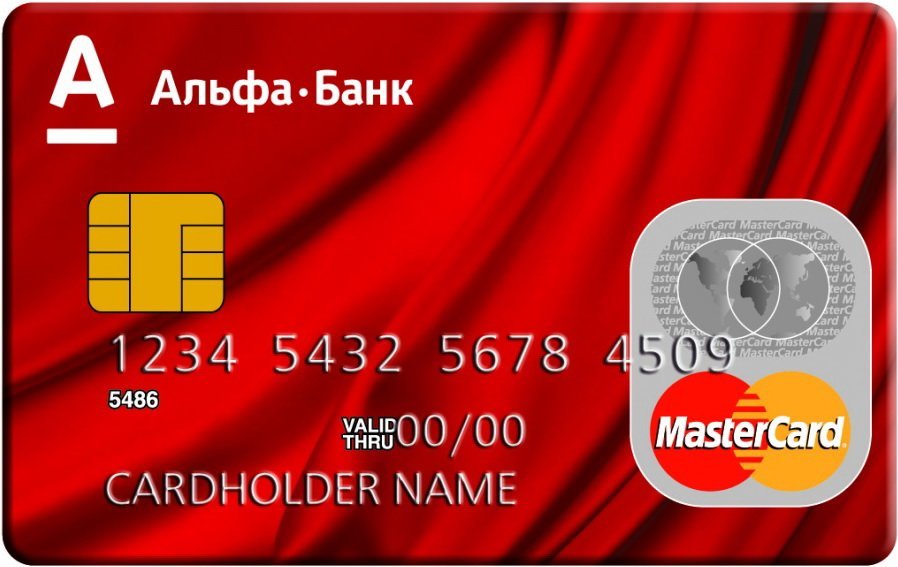 А
Альфа·Банк
1234 5432 5678 4509
5486
VALID
THRU 00/00
CARDHOLDER NAME
MasterCard